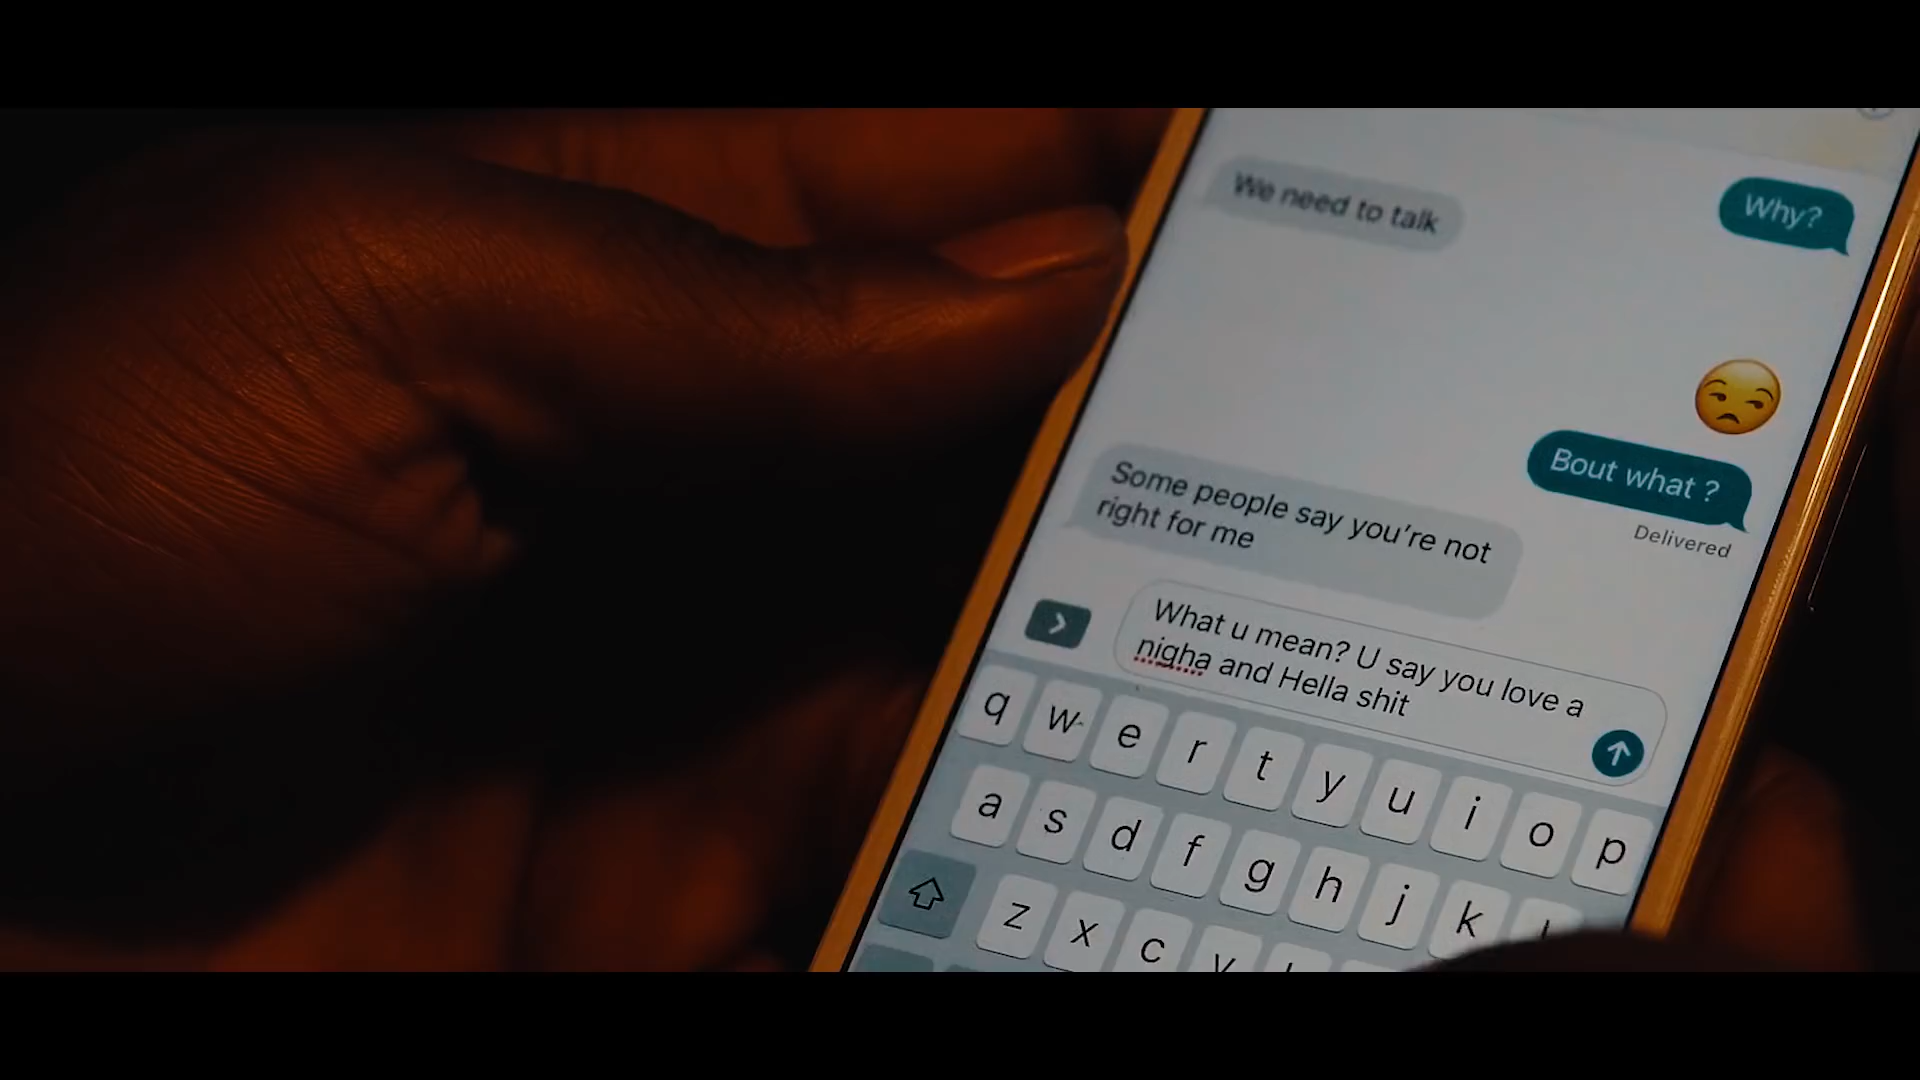 We need to talk
Why?
Bout what ?
Delivered
Some people say you're not
right for me
What u mean? U say you love a
nigha and Hella shit
q w e r t y u i o p
a s d f g h j k
z x c v